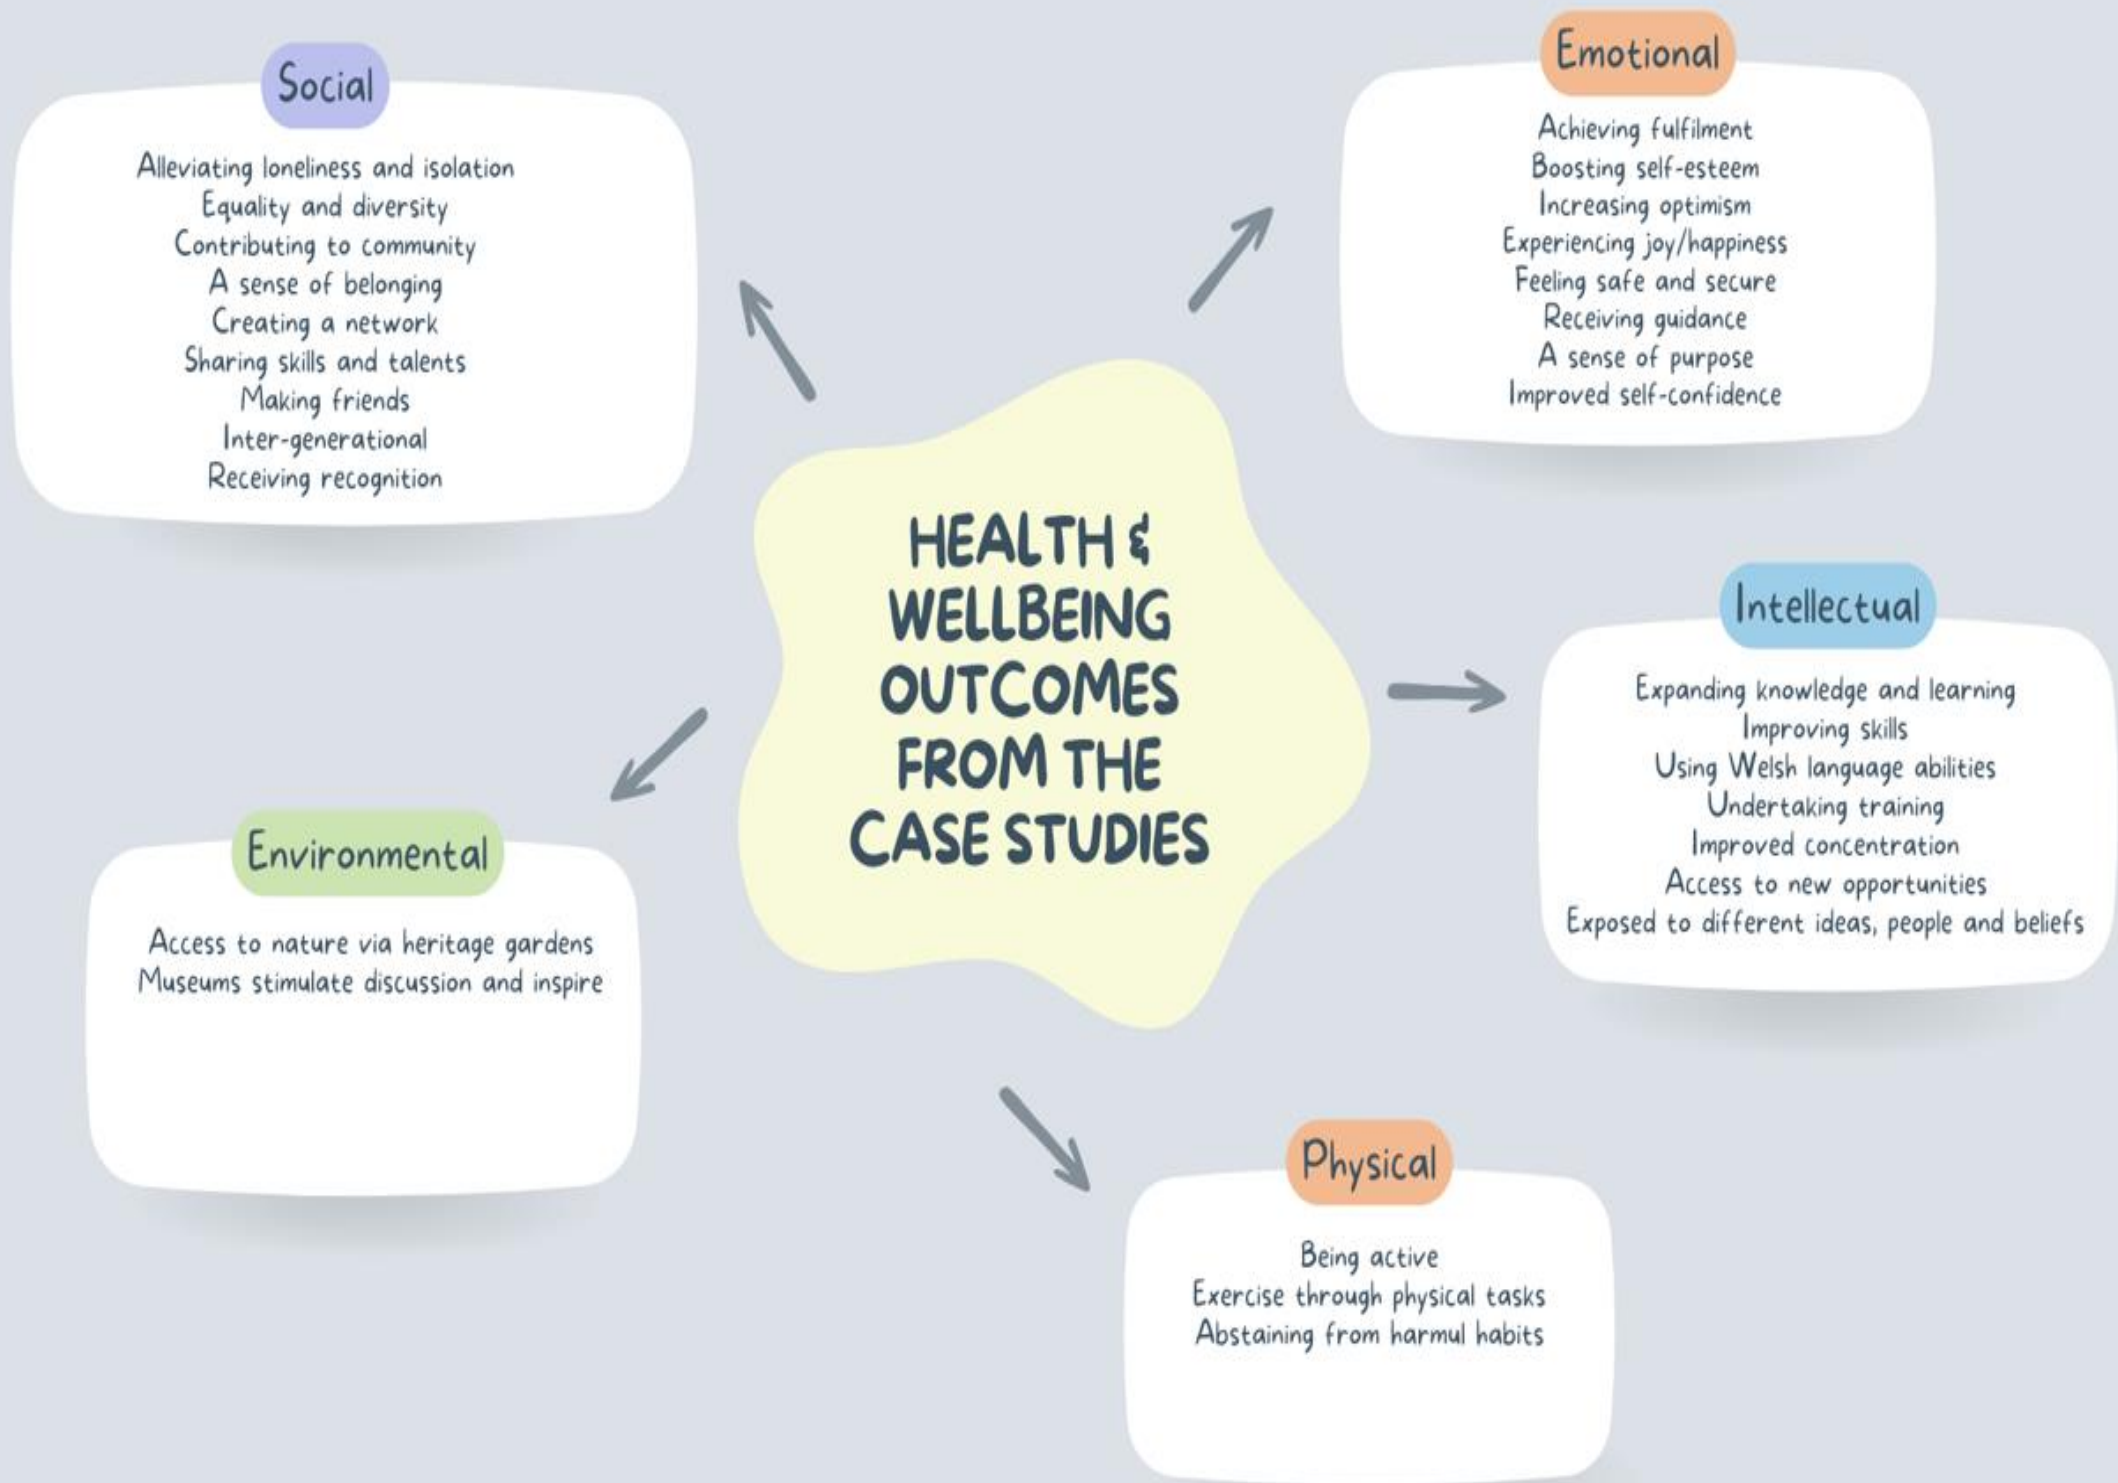 Social
Alleviating loneliness and isolation
Equality and diversity
Contributing to community
A sense of belonging
Creating a network
Sharing skills and talents
Making friends
Inter-generational
Receiving recognition
Emotional
Achieving fulfilment
Boosting self-esteem
Increasing optimism
Experiencing joy/happiness
Feeling safe and secure
Receiving guidance
A sense of purpose
Improved self-confidence
HEALTH &
WELLBEING
OUTCOMES
FROM THE
CASE STUDIES
Intellectual
Expanding knowledge and learning
Improving skills
Using Welsh language abilities
Undertaking training
Improved concentration
Access to new opportunities
Exposed to different ideas, people and beliefs
Environmental
Access to nature via heritage gardens
Museums stimulate discussion and inspire
Physical
Being active
Exercise through physical tasks
Abstaining from harmul habits